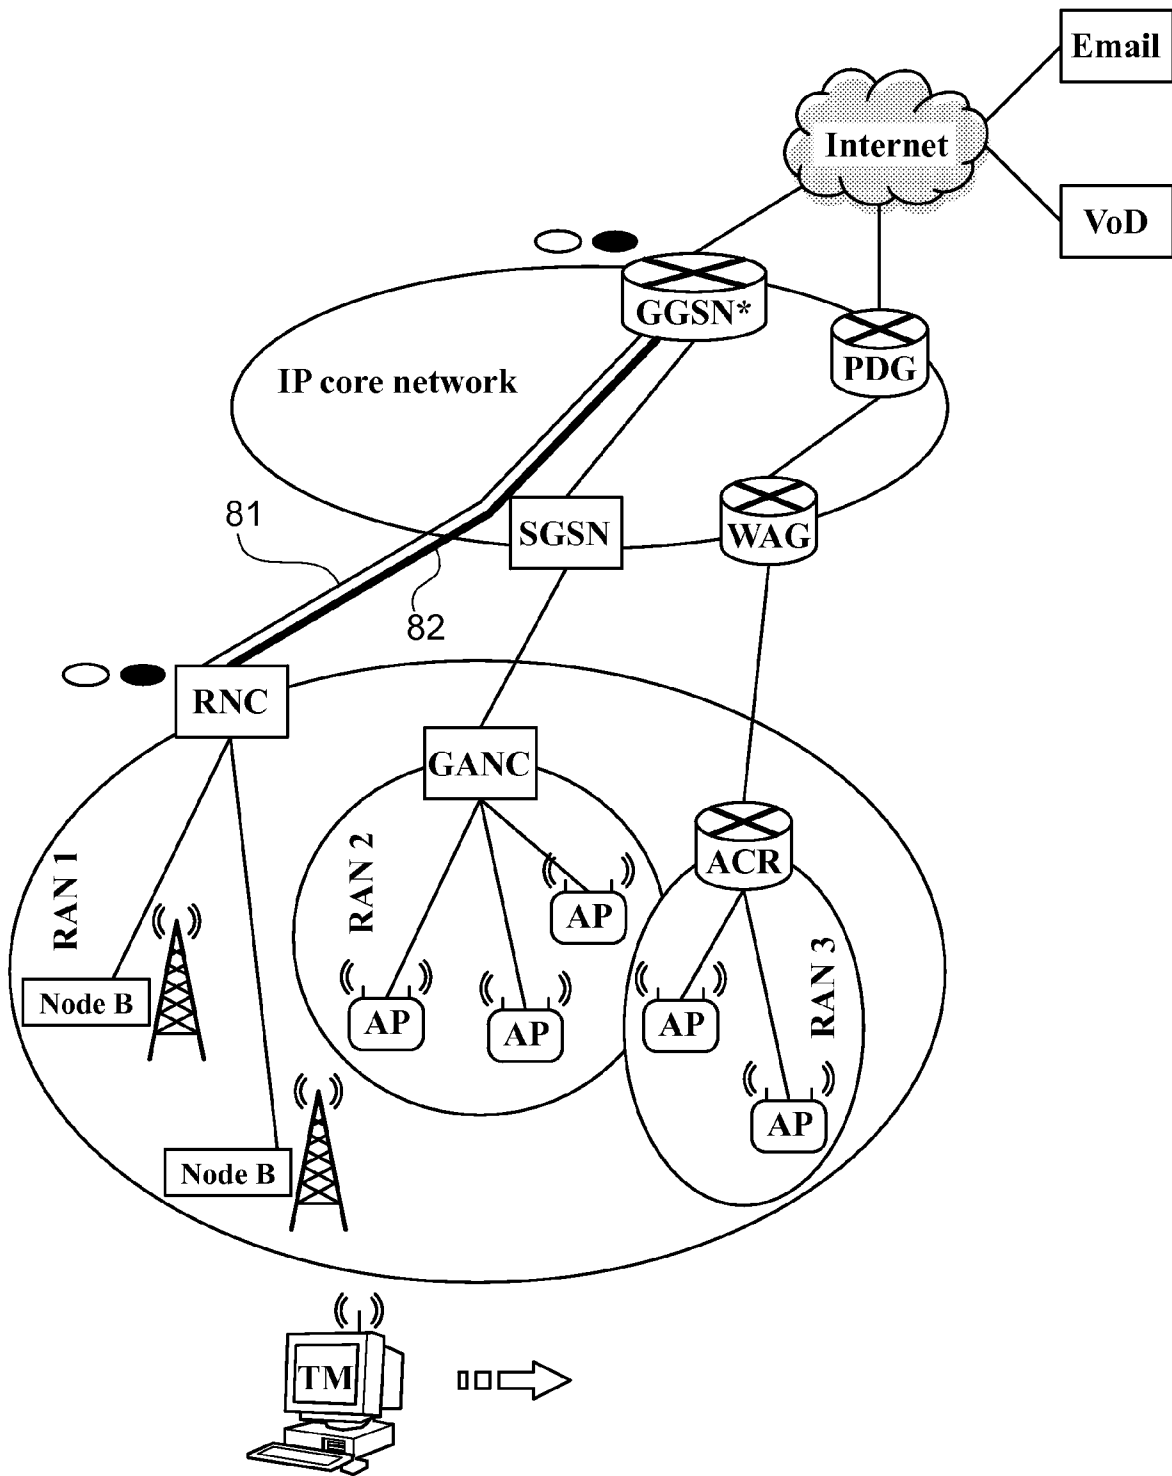 Email
Internet
VoD
GGSN*
PDG
IP core network
81
SGSN
WAG
82
RNC
GANC
ACR
RAN 1
RAN 2
AP
RAN 3
Node B
AP
AP
AP
AP
Node B
TM